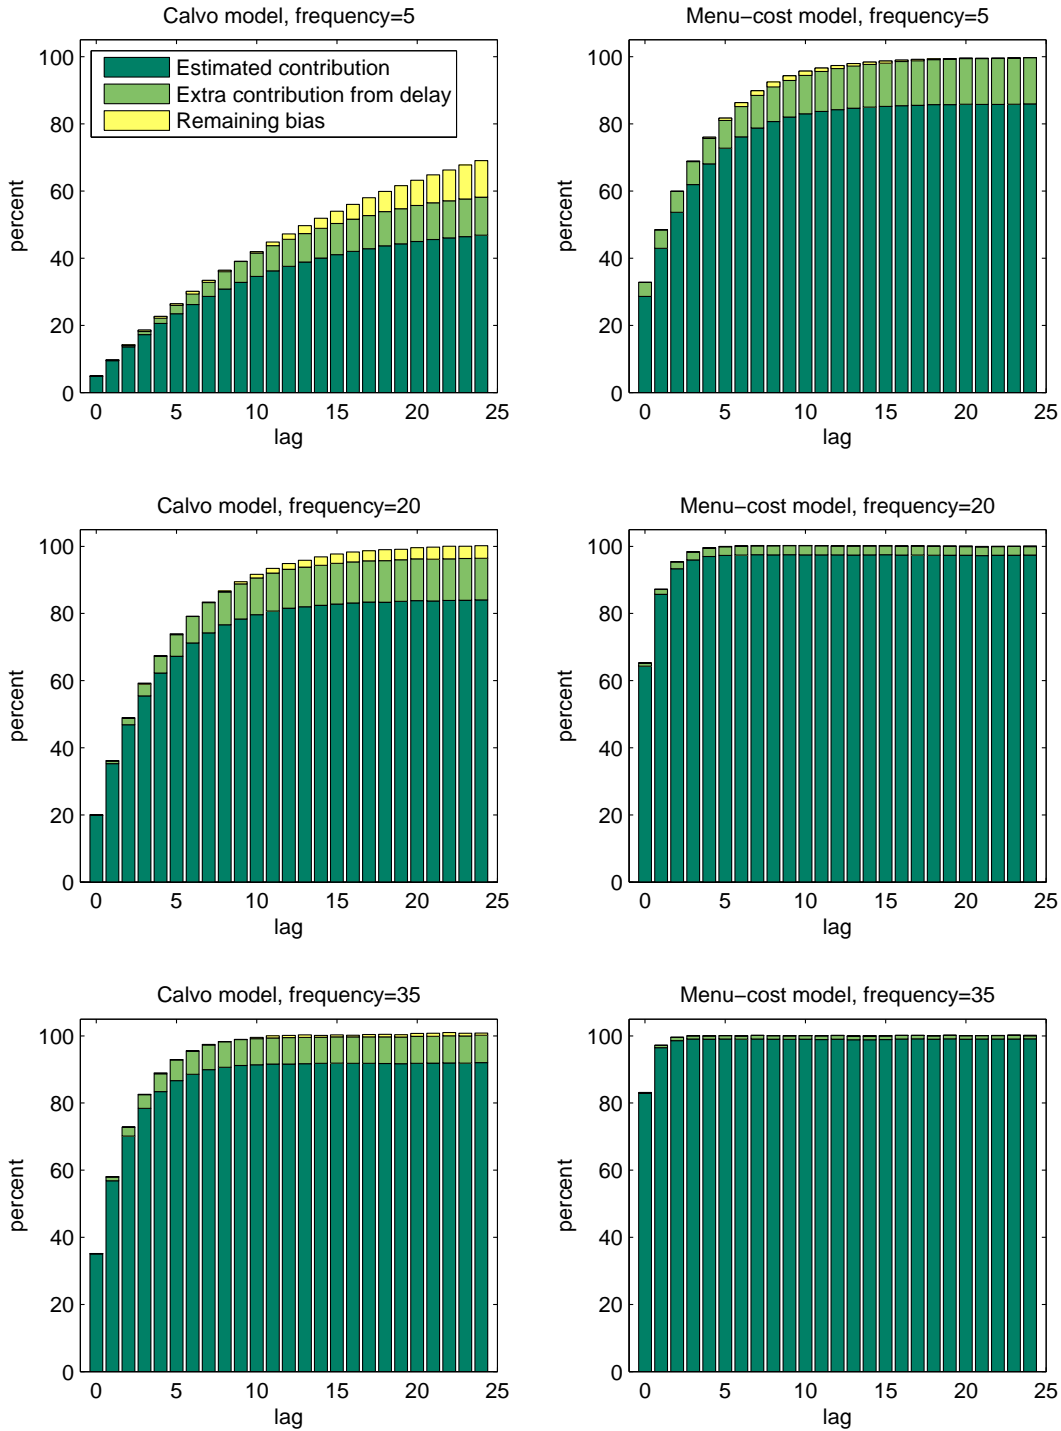 Calvo model, frequency=5
100
80
60
40
20
0
percent
0 5 10 15 20 25
lag
Estimated contribution
Extra contribution from delay
Remaining bias
Menu−cost model, frequency=5
100
80
60
40
20
0
percent
0 5 10 15 20 25
lag
Calvo model, frequency=20
100
80
60
40
20
0
percent
0 5 10 15 20 25
lag
Menu−cost model, frequency=20
100
80
60
40
20
0
percent
0 5 10 15 20 25
lag
Calvo model, frequency=35
100
80
60
40
20
0
percent
0 5 10 15 20 25
lag
Menu−cost model, frequency=35
100
80
60
40
20
0
percent
0 5 10 15 20 25
lag